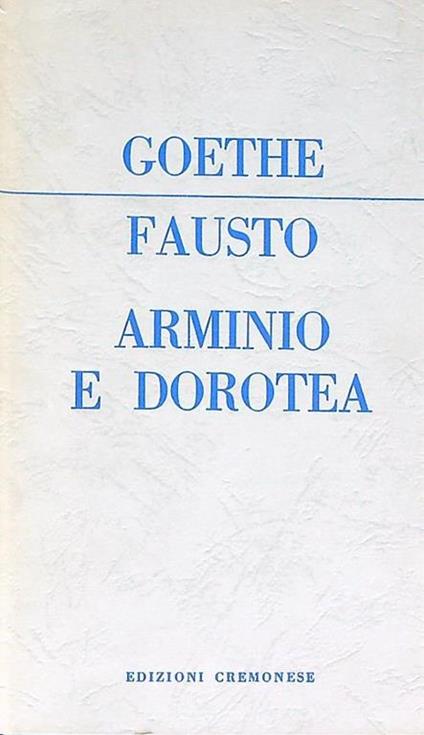 GOETHE
FAUSTO
ARMINIO
E DOROTEA
EDIZIONI CREMONESE